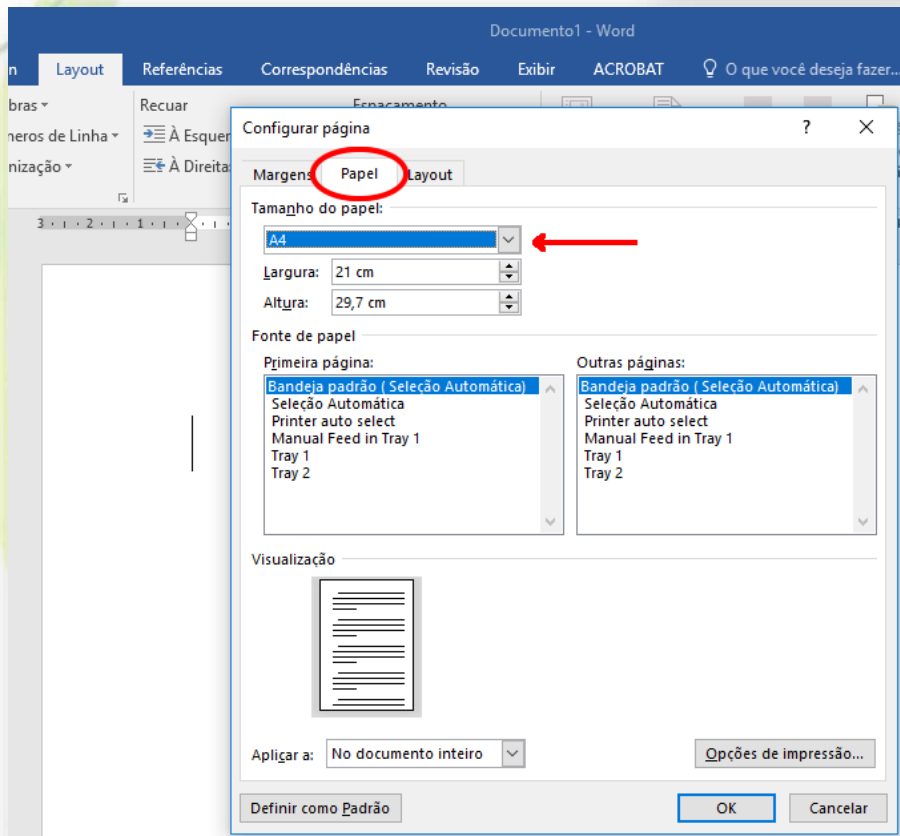 Documento1 - Word
n Layout Referências Correspondências Revisão Exibir ACROBAT O que você deseja fazer...
bras Recuar Espaçamento
neros de Linha À Esquer
nização À Direita:
3 2 1 1
Configurar página ? X
Margens Papel Layout
Tamanho do papel:
A4
Largura: 21 cm
Altura: 29,7 cm
Fonte de papel
Primeira página: Outras páginas:
Bandeja padrão ( Seleção Automática) Bandeja padrão ( Seleção Automática)
Seleção Automática Seleção Automática
Printer auto select Printer auto select
Manual Feed in Tray 1 Manual Feed in Tray 1
Tray 1 Tray 1
Tray 2 Tray 2
Visualização
Aplicar a: No documento inteiro Opções de impressão...
Definir como Padrão OK Cancelar